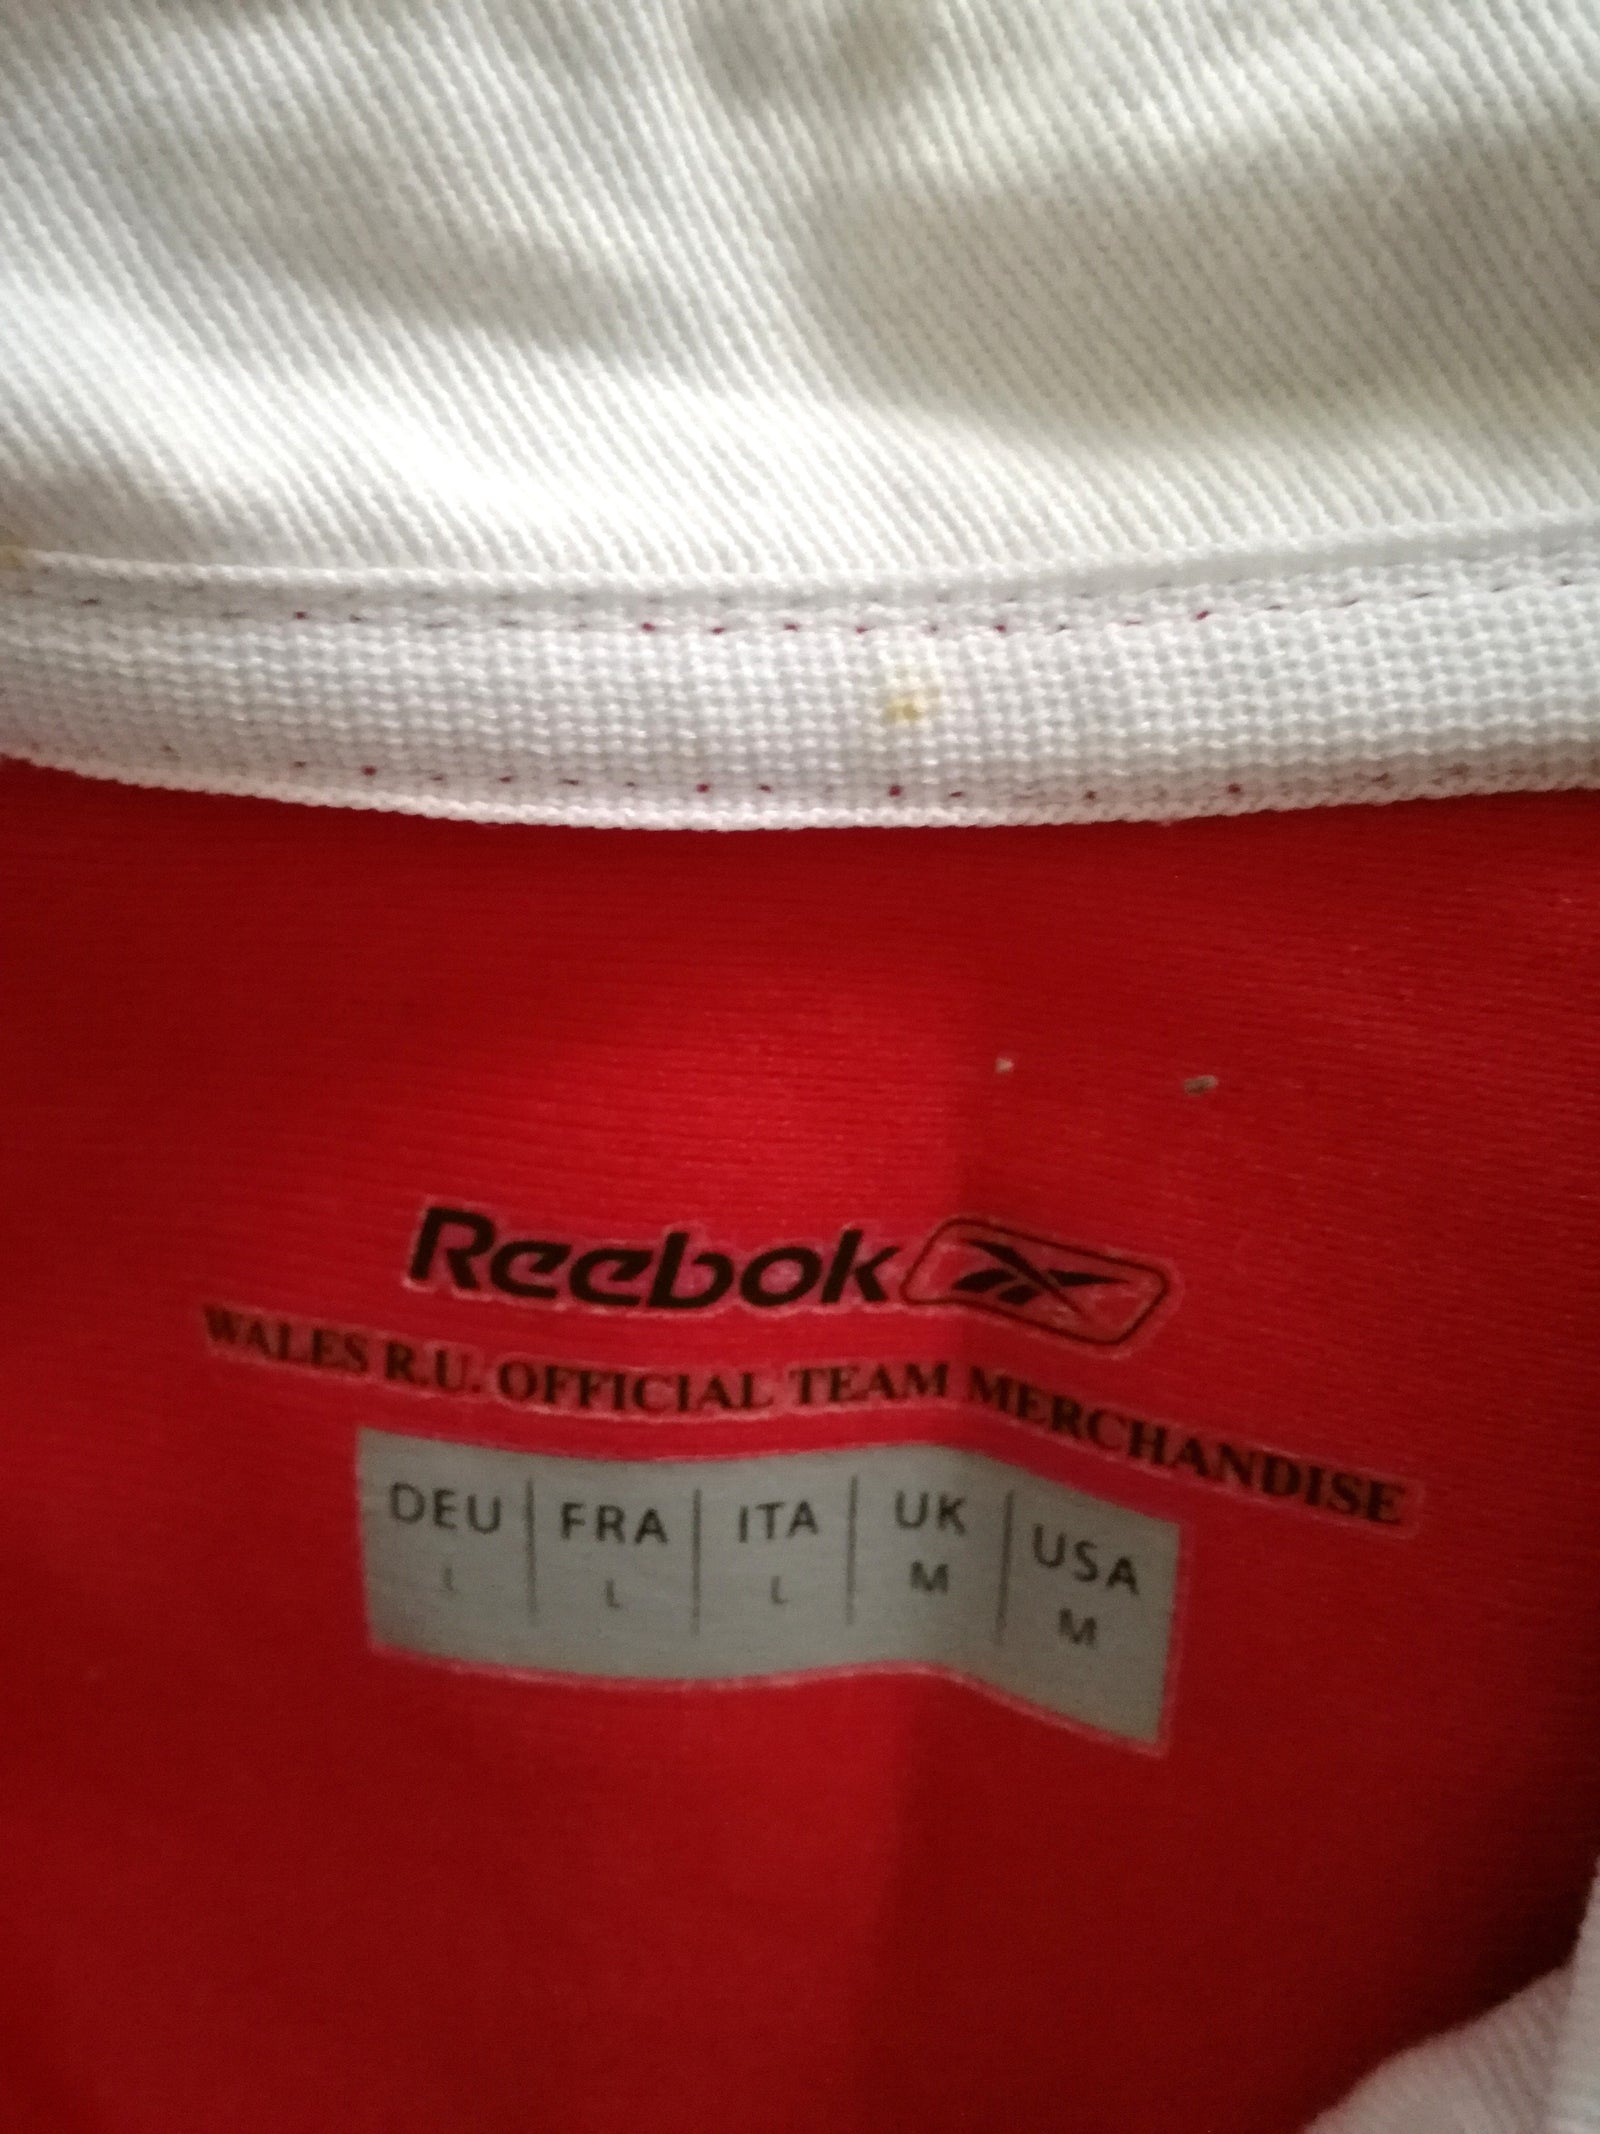 Reebok
WALES R.U. OFFICIAL TEAM MERCHANDISE
DEU FRA ITA UK USA
L L L M M